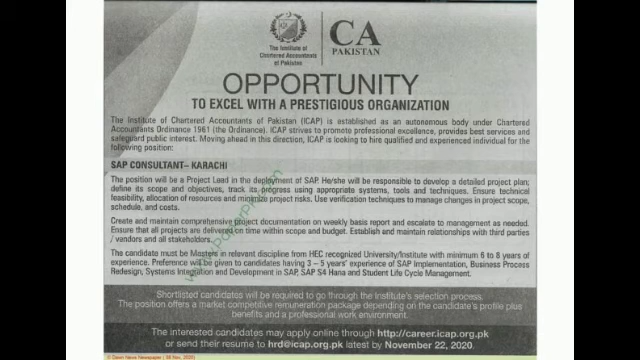 The Institute of
Chartered Accountants
of Pakistan
CA
PAKISTAN
OPPORTUNITY
TO EXCEL WITH A PRESTIGIOUS ORGANIZATION
The Institute of Chartered Accountants of Pakistan (ICAP) is established as an autonomous body under Chartered
Accountants Ordinance 1961 (the Ordinance). ICAP strives to promote professional excellence, provides best services and
safeguard public interest. Moving ahead in this direction, ICAP is looking to hire qualified and experienced individual for the
following position:
SAP CONSULTANT– KARACHI
The position will be a Project Lead in the deployment of SAP. He/she will be responsible to develop a detailed project plan;
define its scope and objectives, track its progress using appropriate systems, tools and techniques. Ensure technical
feasibility, allocation of resources and manage project risks. Use verification techniques to manage changes in project scope,
schedule, and costs.
Create and maintain comprehensive project documentation on weekly basis report and escalate to management as needed.
Ensure that all projects are delivered on time within scope and budget. Establish and maintain relationships with third parties
/ vendors and all stakeholders.
The candidate must be Masters in relevant discipline from HEC recognized University/Institute with minimum 6 to 8 years of
experience. Preference will be given to candidates having 3 – 5 years' experience of SAP Implementation, Business Process
Redesign, Systems Integration and Development in SAP, SAP S4 Hana and Student Life Cycle Management.
Shortlisted candidates will be required to go through the Institute's selection process.
The position offers a market competitive remuneration package depending on the candidate's profile plus
benefits and a professional work environment.
The interested candidates may apply online through http://career.icap.org.pk
or send their resume to hrd@icap.org.pk latest by November 22, 2020.